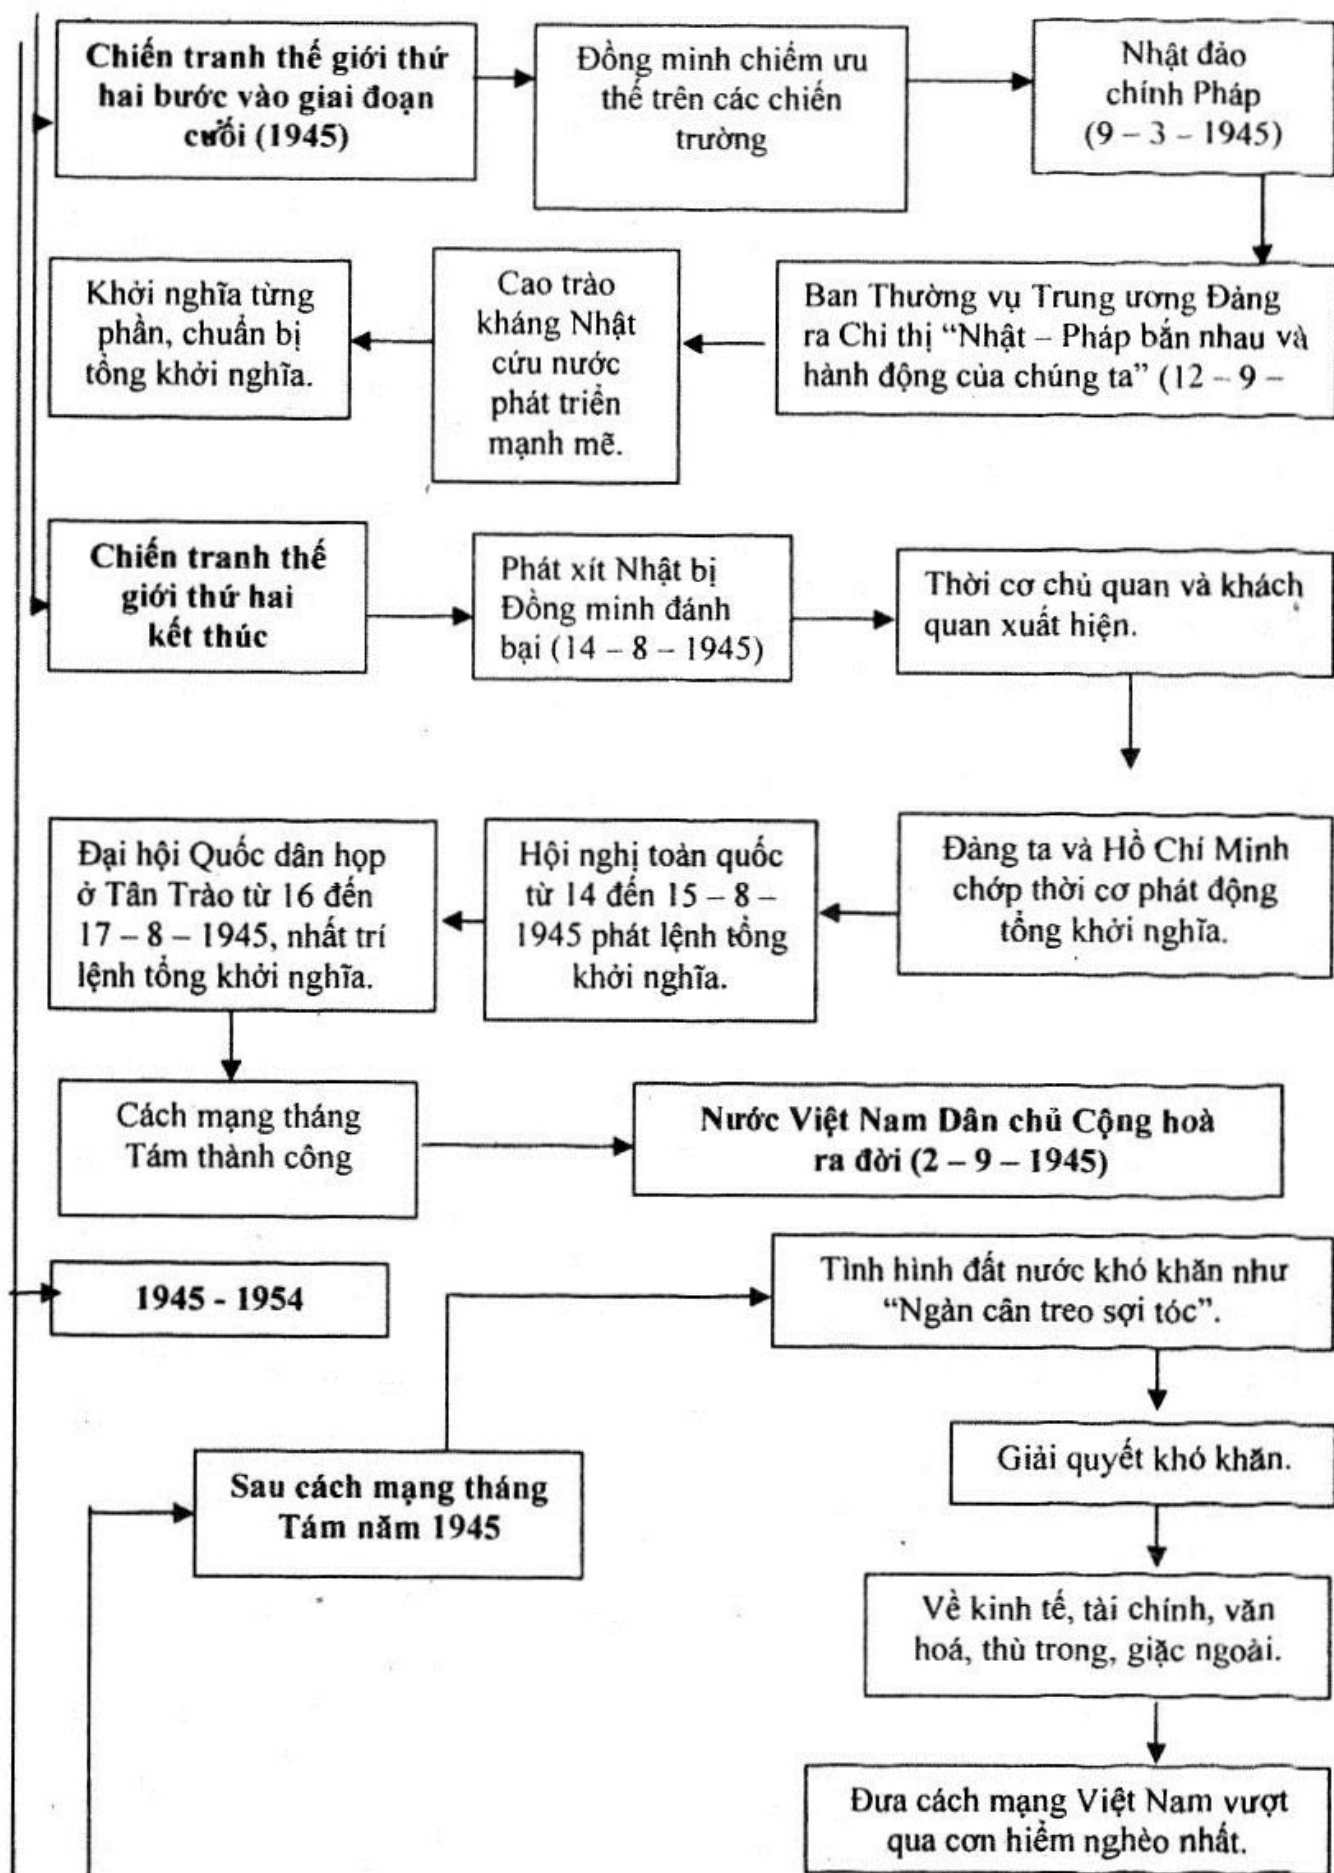 Chiến tranh thế giới thứ
hai bước vào giai đoạn
cuối (1945)
Đồng minh chiếm ưu
thế trên các chiến
trường
Nhật đảo
chính Pháp
(9 – 3 – 1945)
Ban Thường vụ Trung ương Đảng
ra Chỉ thị “Nhật – Pháp bắn nhau và
hành động của chúng ta” (12 – 9 –
Cao trào
kháng Nhật
cứu nước
phát triển
mạnh mẽ.
Khởi nghĩa từng
phần, chuẩn bị
tổng khởi nghĩa.
Chiến tranh thế
giới thứ hai
kết thúc
Phát xít Nhật bị
Đồng minh đánh
bại (14 – 8 – 1945)
Thời cơ chủ quan và khách
quan xuất hiện.
Đảng ta và Hồ Chí Minh
chớp thời cơ phát động
tổng khởi nghĩa.
Hội nghị toàn quốc
từ 14 đến 15 – 8 –
1945 phát lệnh tổng
khởi nghĩa.
Đại hội Quốc dân họp
ở Tân Trào từ 16 đến
17 – 8 – 1945, nhất trí
lệnh tổng khởi nghĩa.
Cách mạng tháng
Tám thành công
Nước Việt Nam Dân chủ Cộng hoà
ra đời (2 – 9 – 1945)
1945 - 1954
Sau cách mạng tháng
Tám năm 1945
Tình hình đất nước khó khăn như
“Ngàn cân treo sợi tóc”.
Giải quyết khó khăn.
Về kinh tế, tài chính, văn
hoá, thù trong, giặc ngoài.
Đưa cách mạng Việt Nam vượt
qua cơn hiểm nghèo nhất.